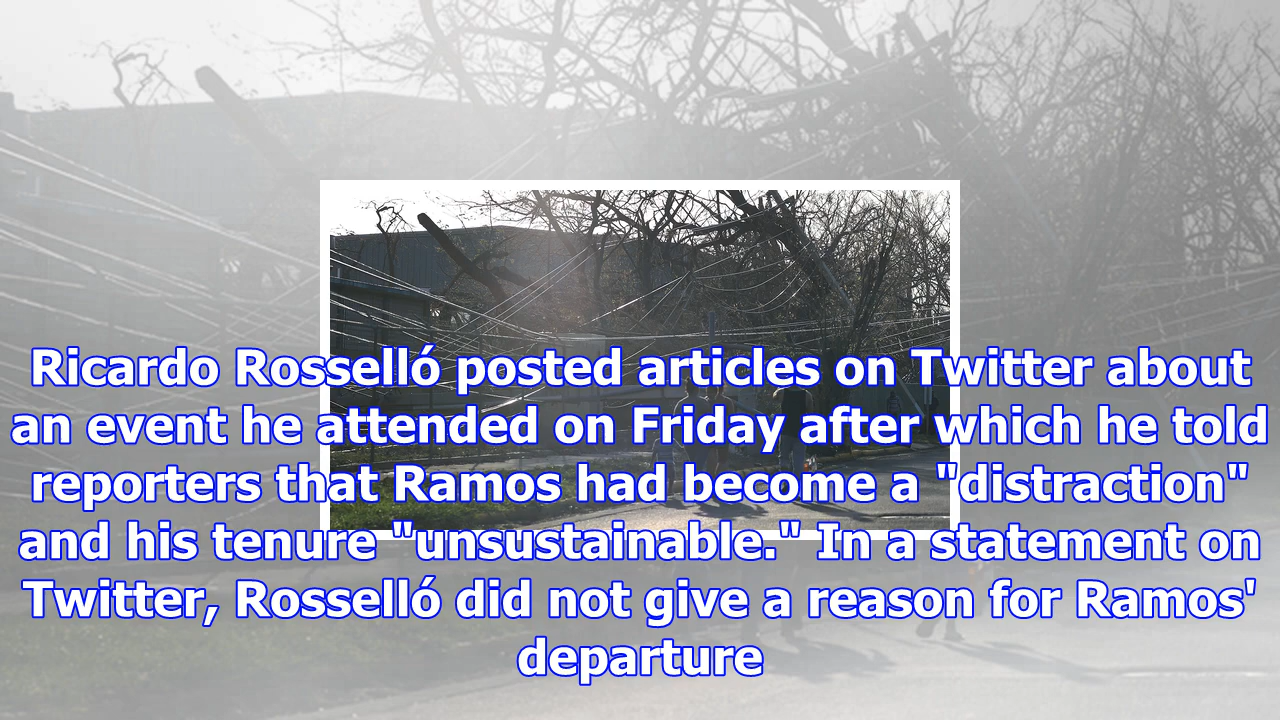 Ricardo Rosselló posted articles on Twitter about
an event he attended on Friday after which he told
reporters that Ramos had become a "distraction"
and his tenure "unsustainable." In a statement on
Twitter, Rosselló did not give a reason for Ramos'
departure